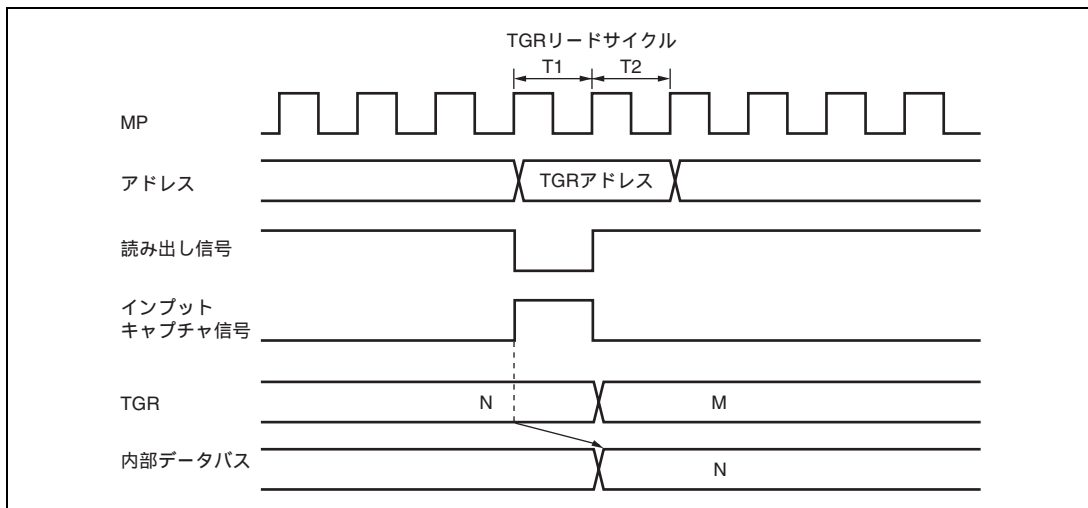 TGRリードサイクル
T1 T2
MP
アドレス
TGRアドレス
読み出し信号
インプット
キャプチャ信号
TGR
N
M
内部データバス
N